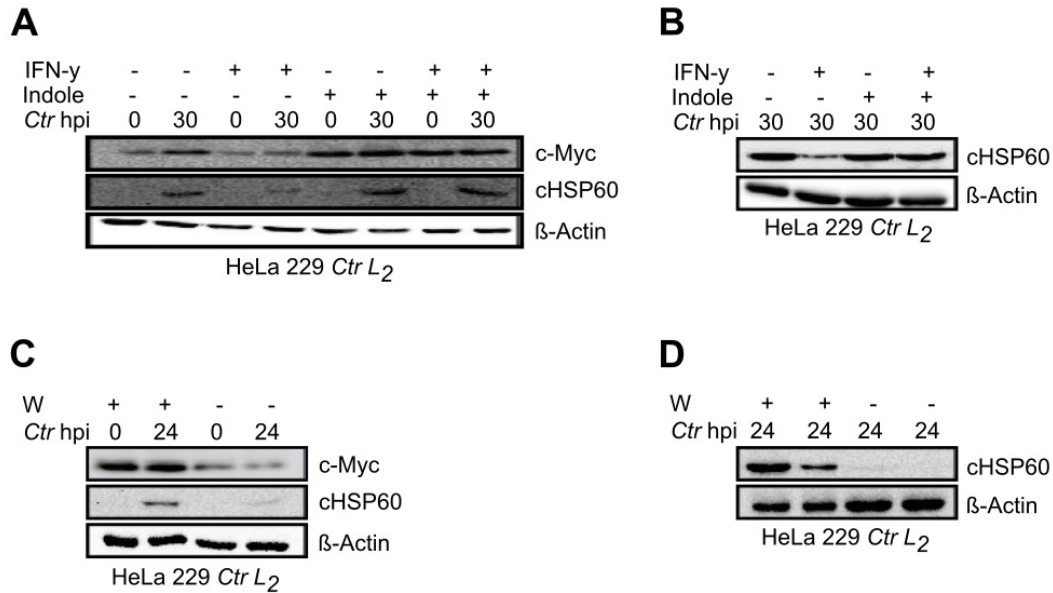 A
IFN-y - - + + - - + +
Indole - - - - + + + +
Ctr hpi 0 30 0 30 0 30 0 30
c-Myc
cHSP60
ß-Actin
HeLa 229 Ctr L2
B
IFN-y - + - +
Indole - - + +
Ctr hpi 30 30 30 30
cHSP60
ß-Actin
HeLa 229 Ctr L2
C
W + + - -
Ctr hpi 0 24 0 24
c-Myc
cHSP60
ß-Actin
HeLa 229 Ctr L2
D
W + + - -
Ctr hpi 24 24 24 24
cHSP60
ß-Actin
HeLa 229 Ctr L2